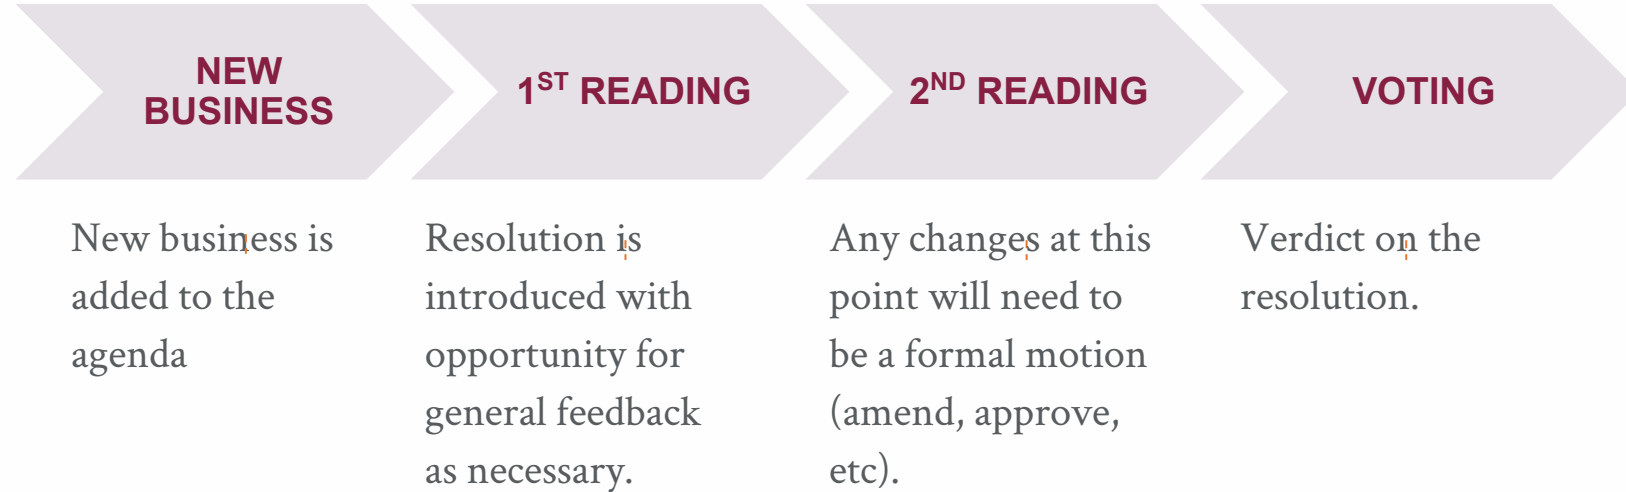 NEW
BUSINESS
1ST READING
2ND READING
VOTING
New business is
added to the
agenda
Resolution is
introduced with
opportunity for
general feedback
as necessary.
Any changes at this
point will need to
be a formal motion
(amend, approve,
etc).
Verdict on the
resolution.